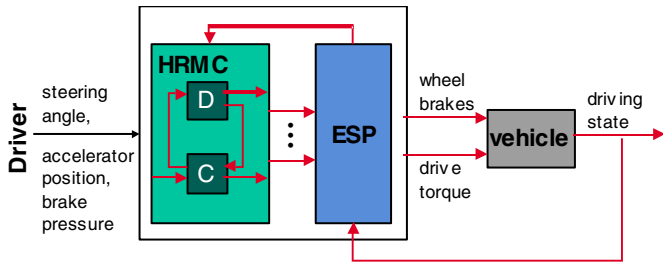 Driver
steering
angle,
accelerator
position,
brake
pressure
HRMC
D
C
ESP
wheel
brakes
drive
torque
vehicle
driving
state